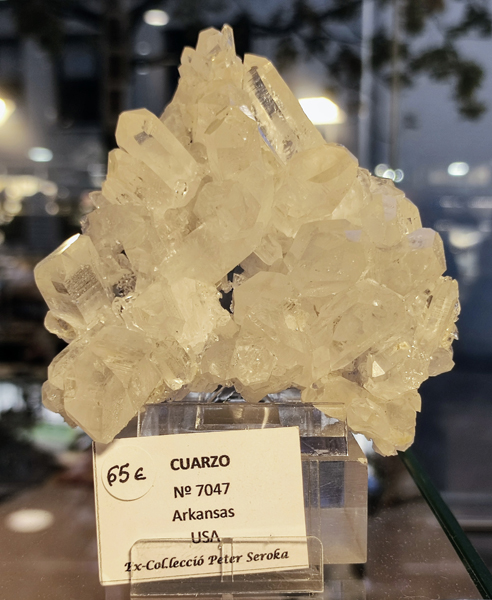 65€
CUARZO
Nº 7047
Arkansas
USA
Ex-Col.lecció Peter Seroka